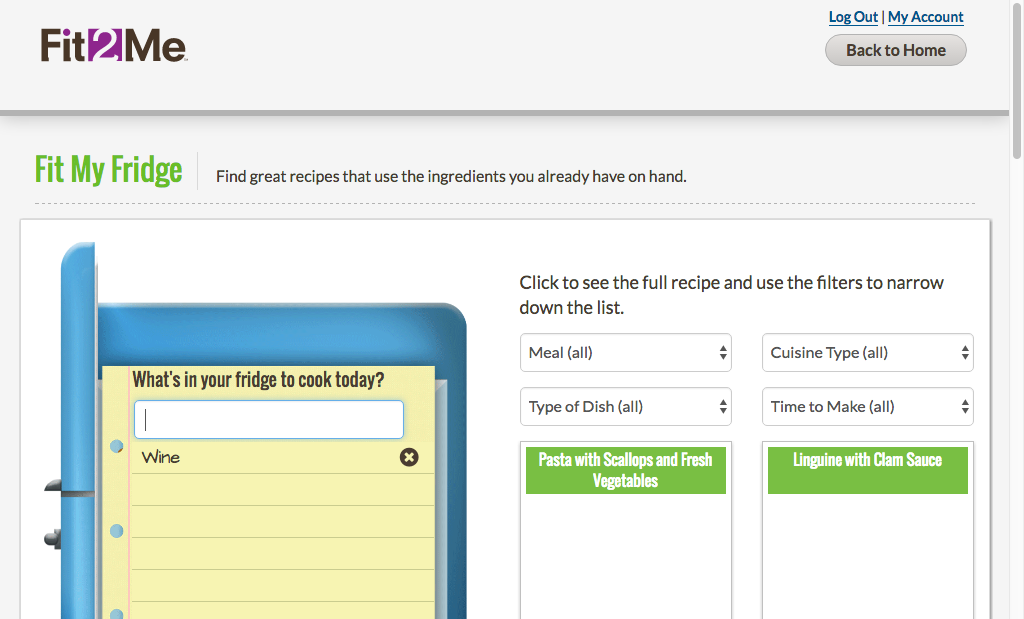 Log Out | My Account
Fit2Me
Back to Home
Fit My Fridge
Find great recipes that use the ingredients you already have on hand.
Click to see the full recipe and use the filters to narrow
down the list.
Meal (all)
Cuisine Type (all)
Type of Dish (all)
Time to Make (all)
What's in your fridge to cook today?
Wine
Pasta with Scallops and Fresh
Vegetables
Linguine with Clam Sauce